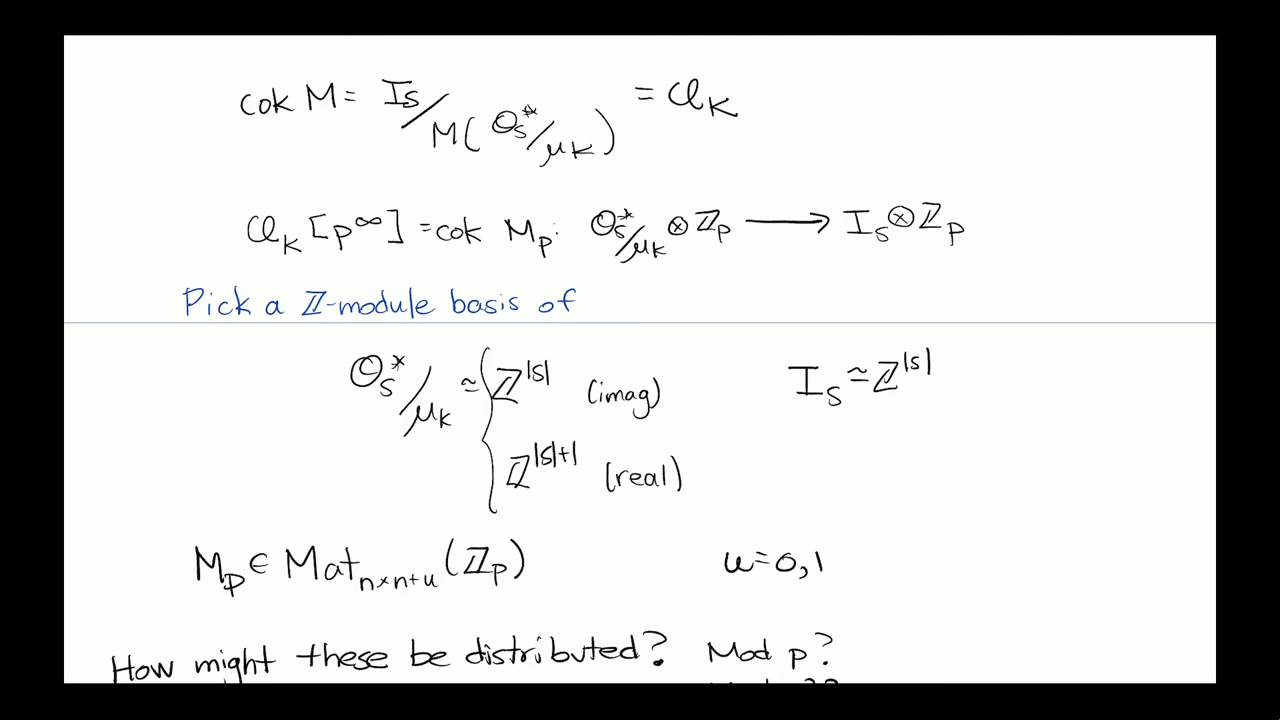 cok M = I_S / M(O_S^*/μ_K) = Cl_K
Cl_K [p^∞] = cok M_p: O_S^*/μ_K ⊗ ℤ_p ⟶ I_S ⊗ ℤ_p
Pick a ℤ-module basis of
O_S^*/μ_K ≃ { ℤ^|S| (imag) I_S ≃ ℤ^|S|
ℤ^|S|+1 (real)
M_p ∈ Mat_n×n+u (ℤ_p) u=0,1
How might these be distributed? Mod p?